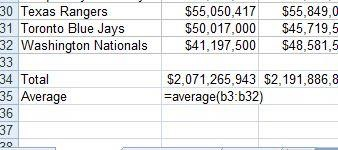 30 Texas Rangers $55,050,417 $55,849,0
31 Toronto Blue Jays $50,017,000 $45,719,5
32 Washington Nationals $41,197,500 $48,581,5
33
34 Total $2,071,265,943 $2,191,886,8
35 Average =average(b3:b32)
36
37